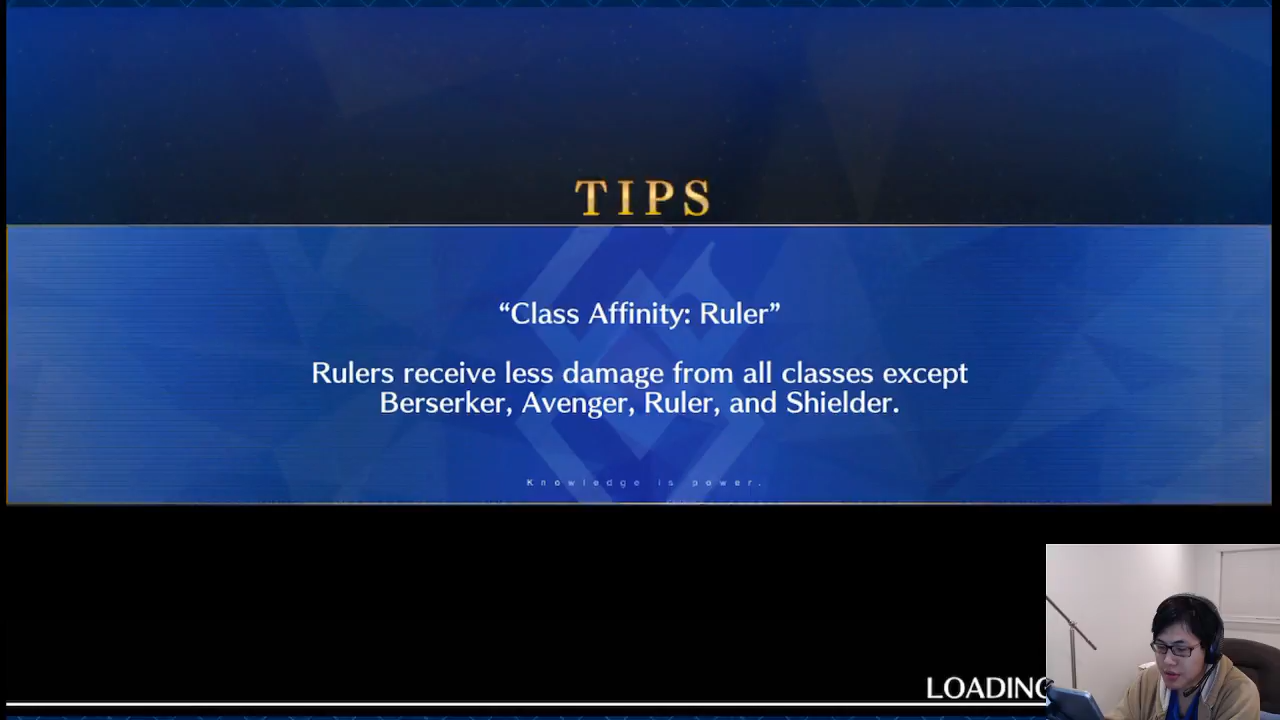 TIPS
“Class Affinity: Ruler”
Rulers receive less damage from all classes except
Berserker, Avenger, Ruler, and Shielder.
Knowledge is power.
LOADING